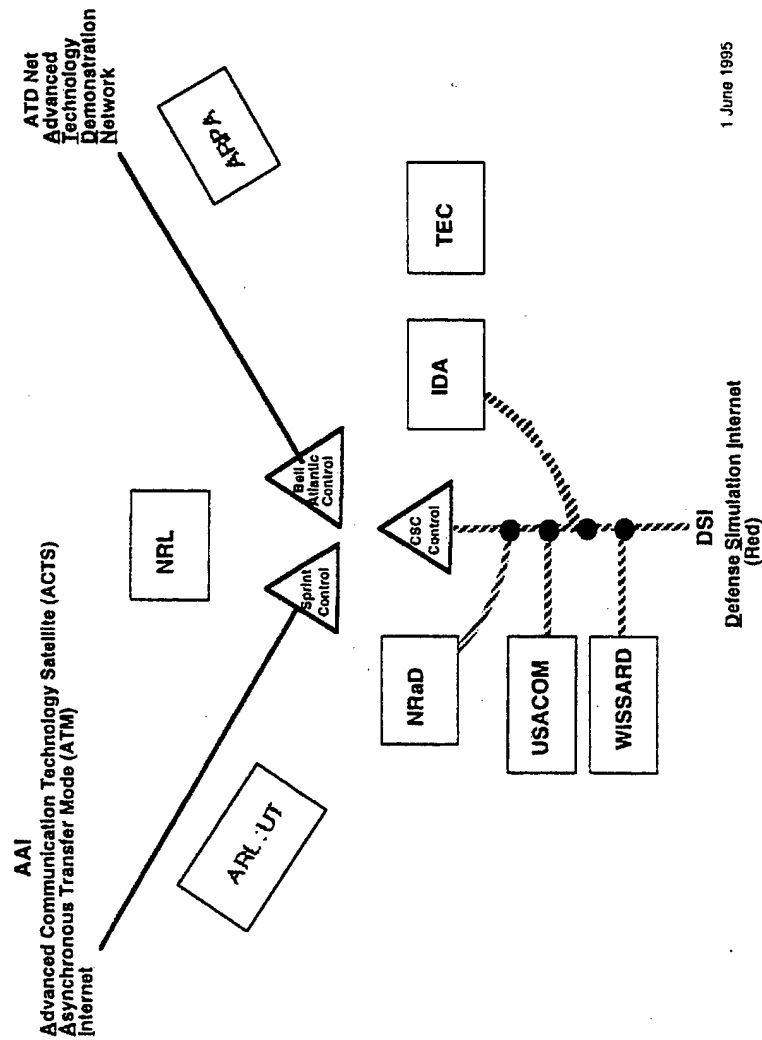 AAI
Advanced Communication Technology Satellite (ACTS)
Asynchronous Transfer Mode (ATM)
Internet
ATD Net
Advanced
Technology
Demonstration
Network
NRL
ARL:UT
ARPA
Sprint
Control
Bell
Atlantic
Control
CSC
Control
NRaD
IDA
TEC
USACOM
WISSARD
DSI
Defense Simulation Internet
(Red)
1 June 1995